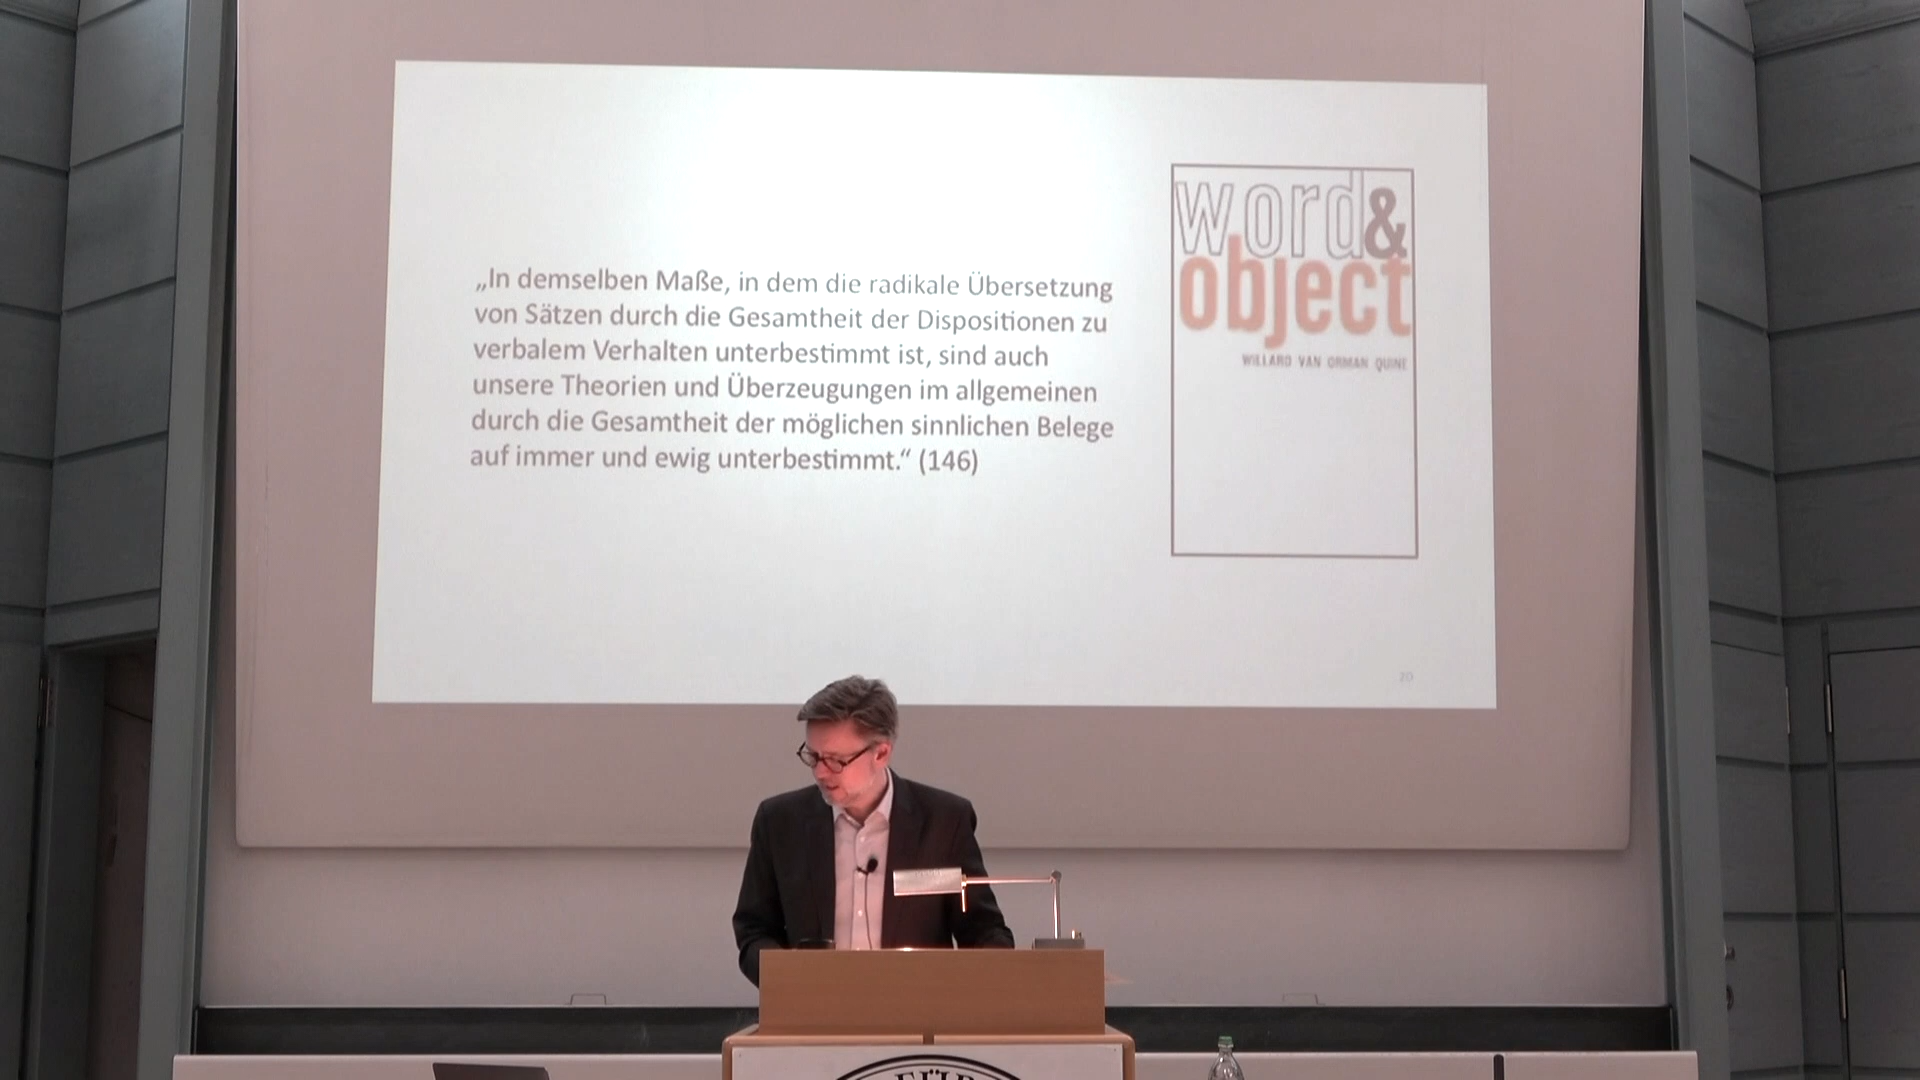 „In demselben Maße, in dem die radikale Übersetzung
von Sätzen durch die Gesamtheit der Dispositionen zu
verbalem Verhalten unterbestimmt ist, sind auch
unsere Theorien und Überzeugungen im allgemeinen
durch die Gesamtheit der möglichen sinnlichen Belege
auf immer und ewig unterbestimmt.“ (146)
word&
object
WILLARD VAN ORMAN QUINE
20